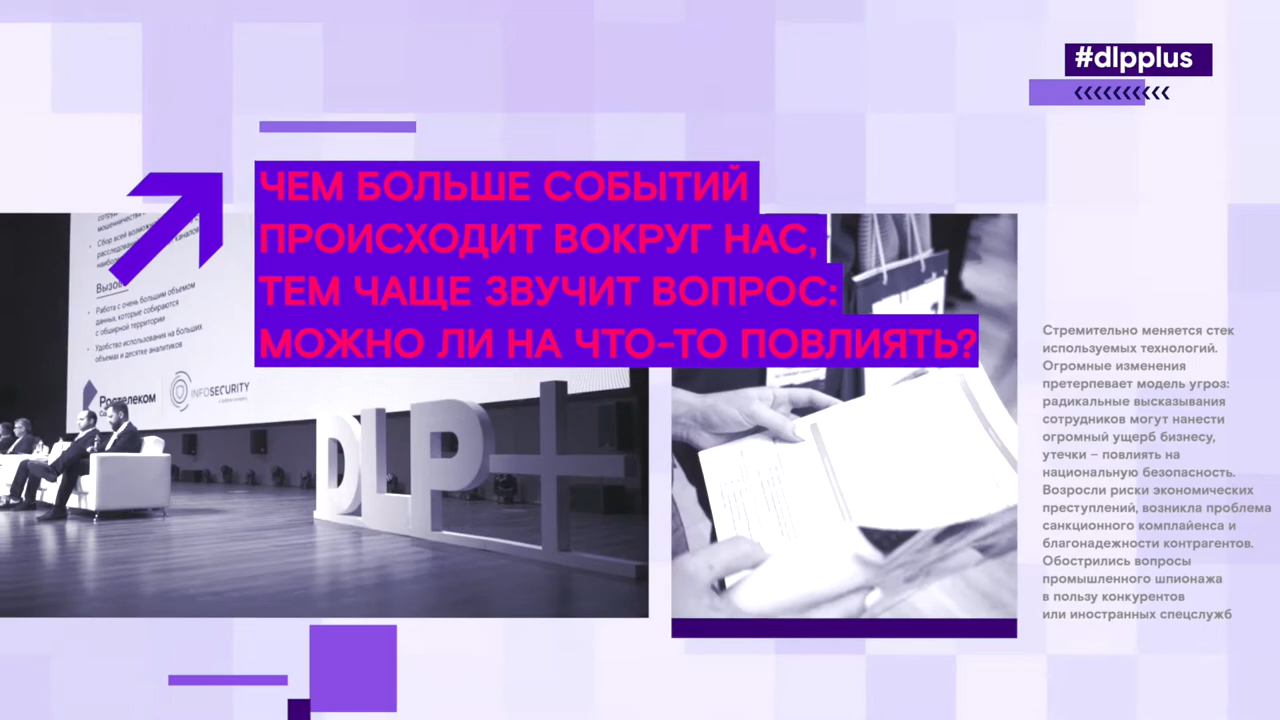 #dlpplus
ЧЕМ БОЛЬШЕ СОБЫТИЙ
ПРОИСХОДИТ ВОКРУГ НАС,
ТЕМ ЧАЩЕ ЗВУЧИТ ВОПРОС:
МОЖНО ЛИ НА ЧТО-ТО ПОВЛИЯТЬ?
мошенничества
Сбор всей
Вызов
Работа с очень большим объемом
данных, которые собираются
с обширной территории
Удобство использования на больших
объемах и десятке аналитиков
Ростелеком
INFOSECURITY
DLP+
Стремительно меняется стек
используемых технологий.
Огромные изменения
претерпевает модель угроз:
радикальные высказывания
сотрудников могут нанести
огромный ущерб бизнесу,
утечки – повлиять на
национальную безопасность.
Возросли риски экономических
преступлений, возникла проблема
санкционного комплайенса и
благонадежности контрагентов.
Обострились вопросы
промышленного шпионажа
в пользу конкурентов
или иностранных спецслужб